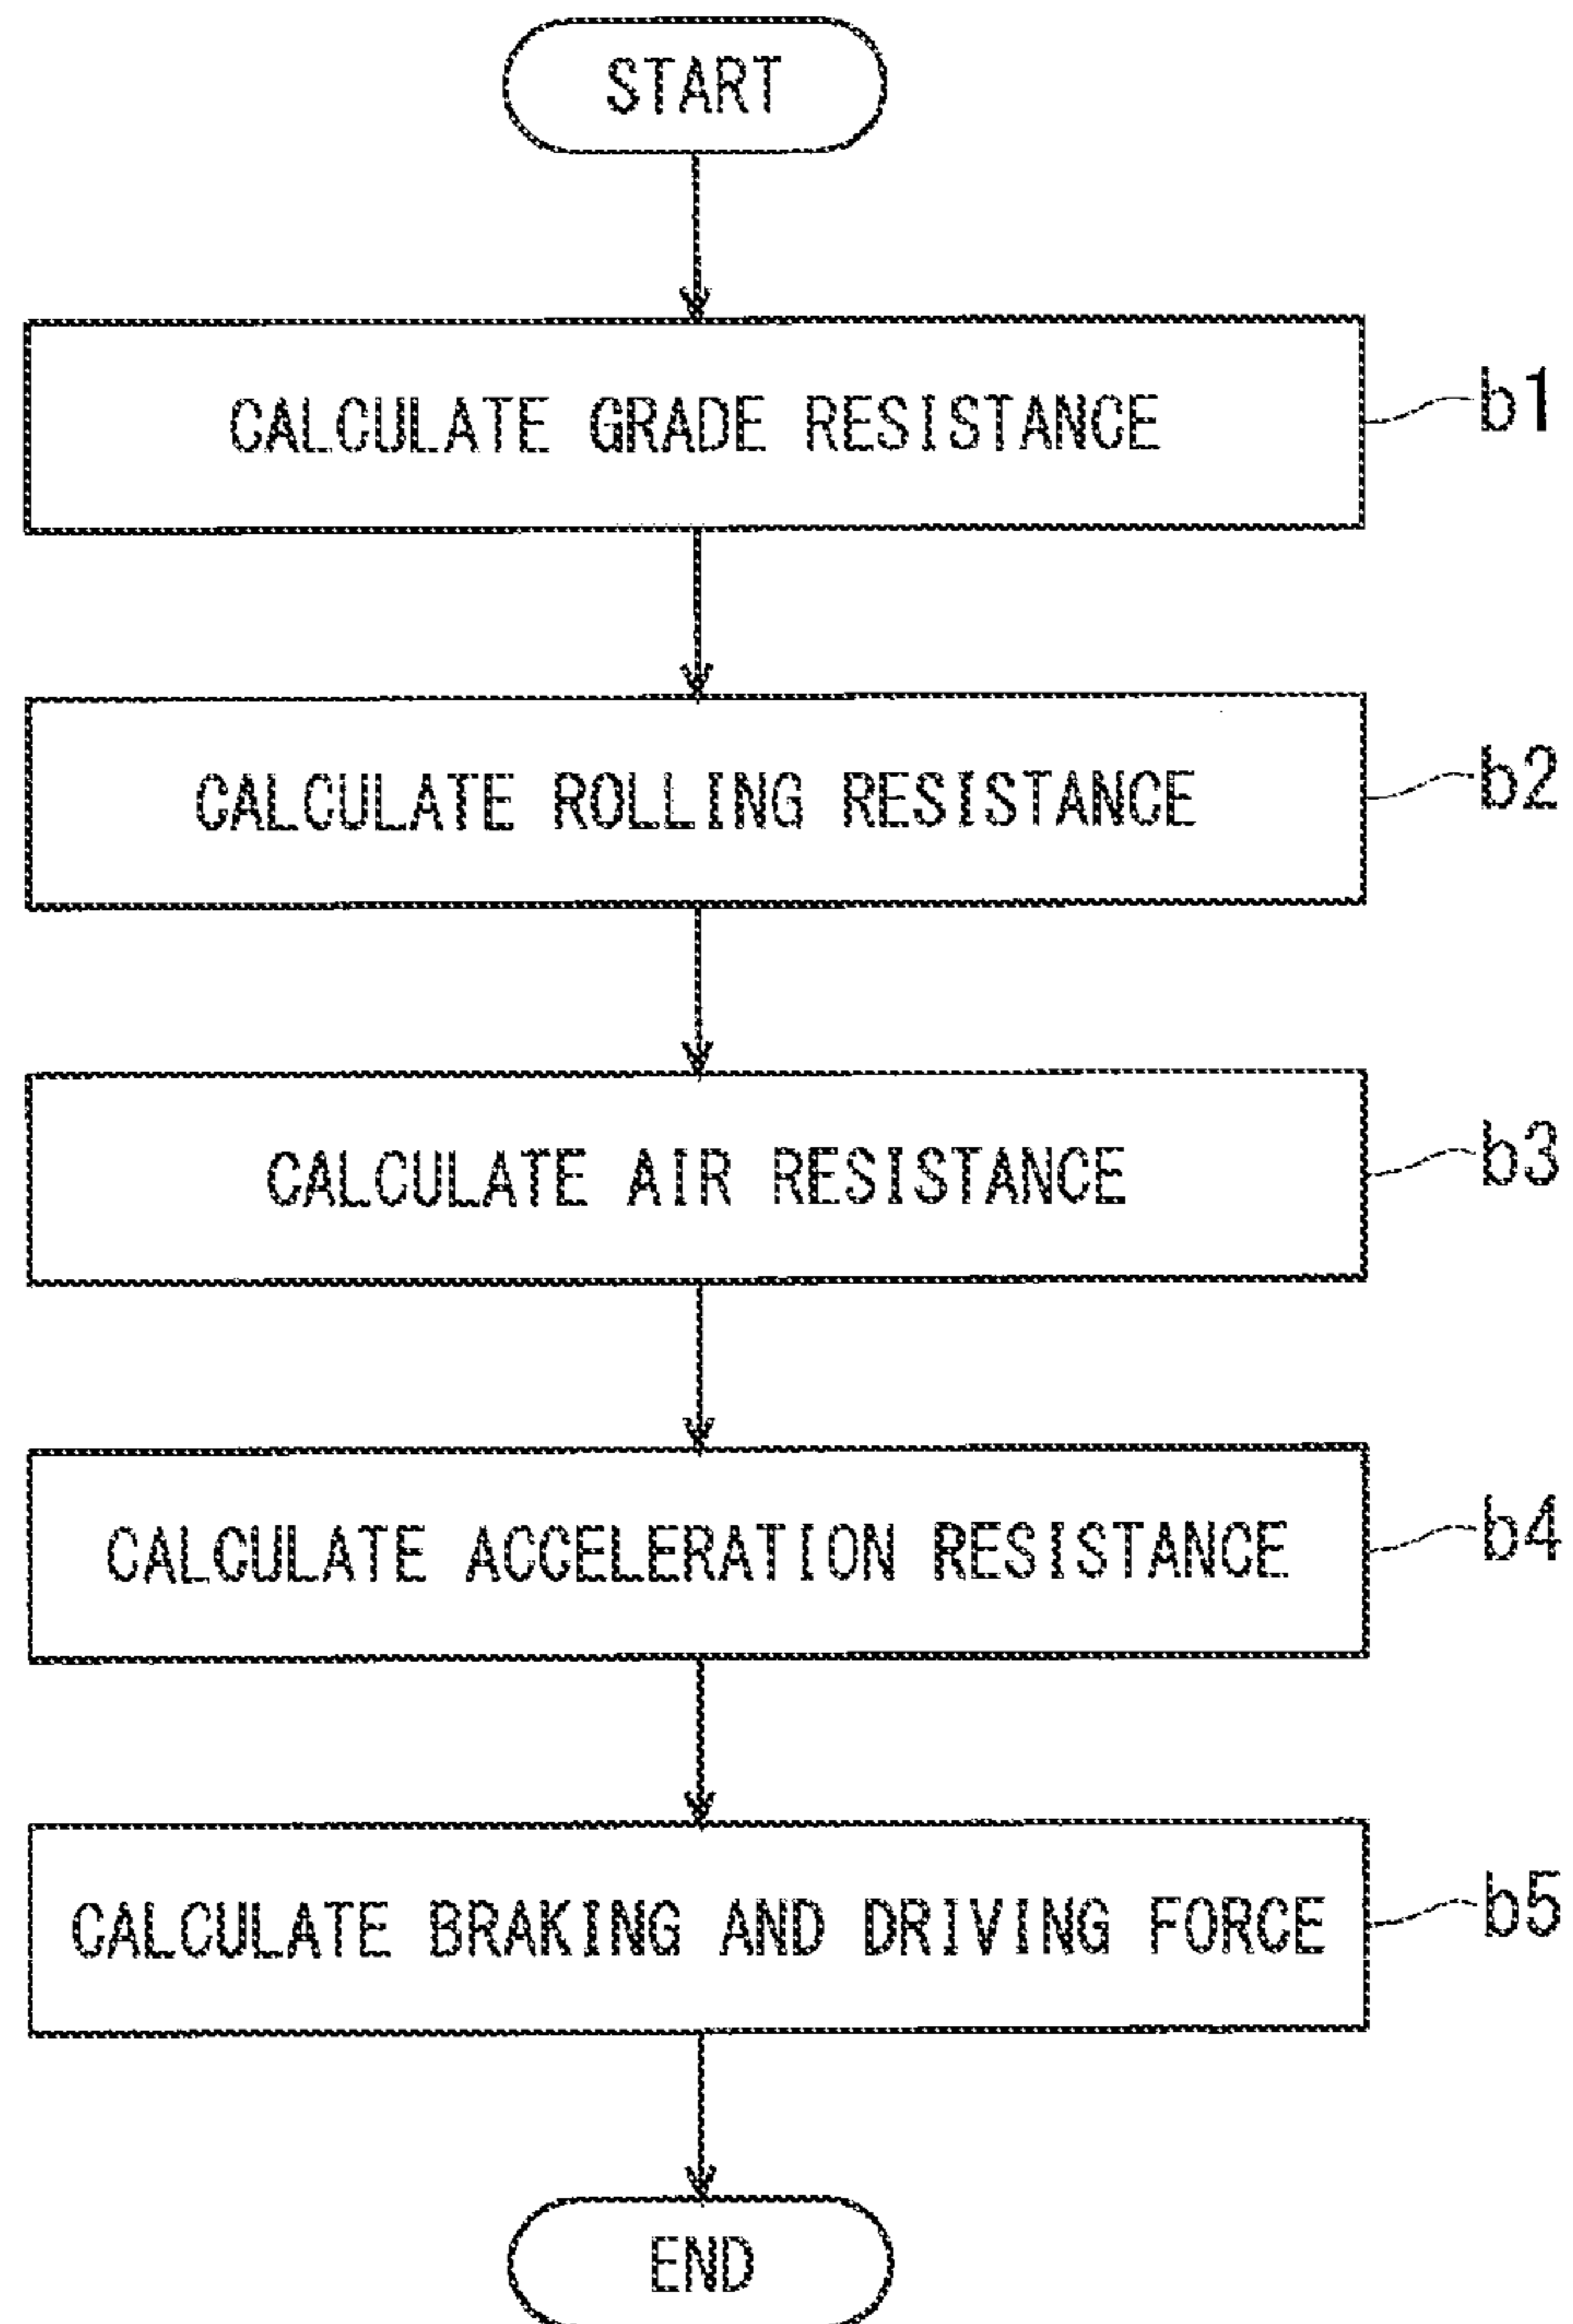 START
CALCULATE GRADE RESISTANCE
b1
CALCULATE ROLLING RESISTANCE
b2
CALCULATE AIR RESISTANCE
b3
CALCULATE ACCELERATION RESISTANCE
b4
CALCULATE BRAKING AND DRIVING FORCE
b5
END